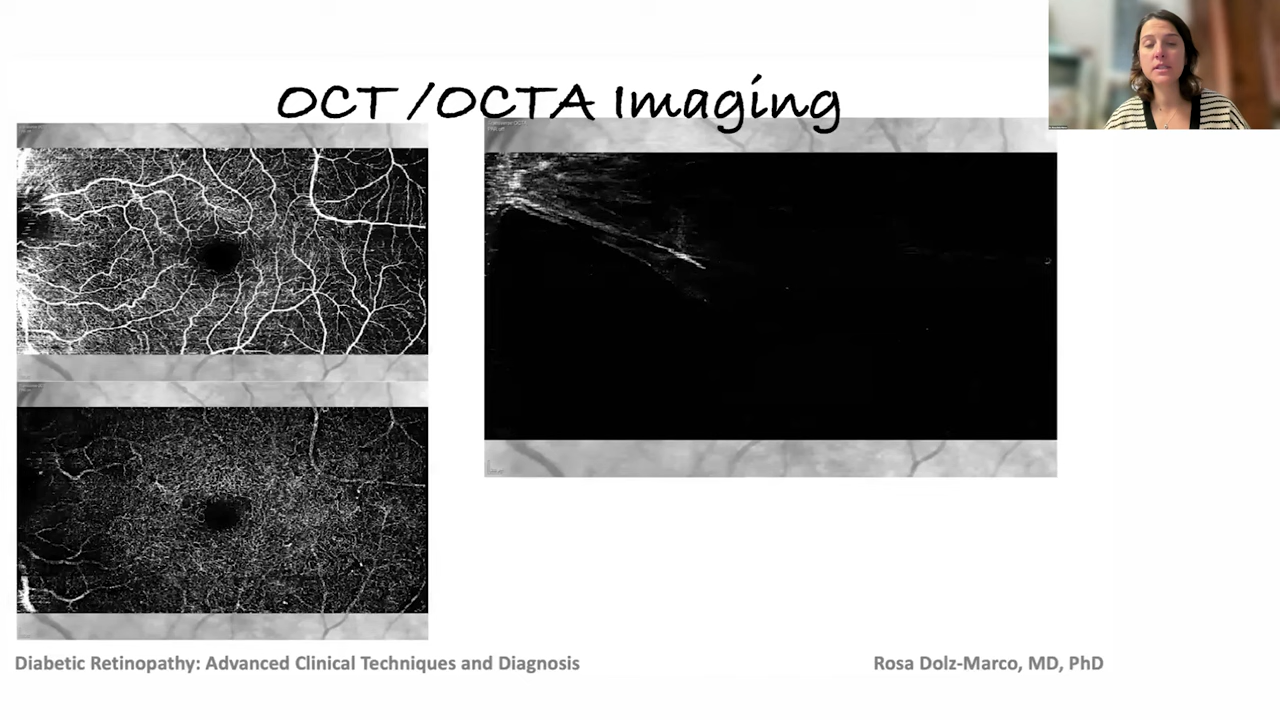 OCT /OCTA Imaging
Diabetic Retinopathy: Advanced Clinical Techniques and Diagnosis
Rosa Dolz-Marco, MD, PhD